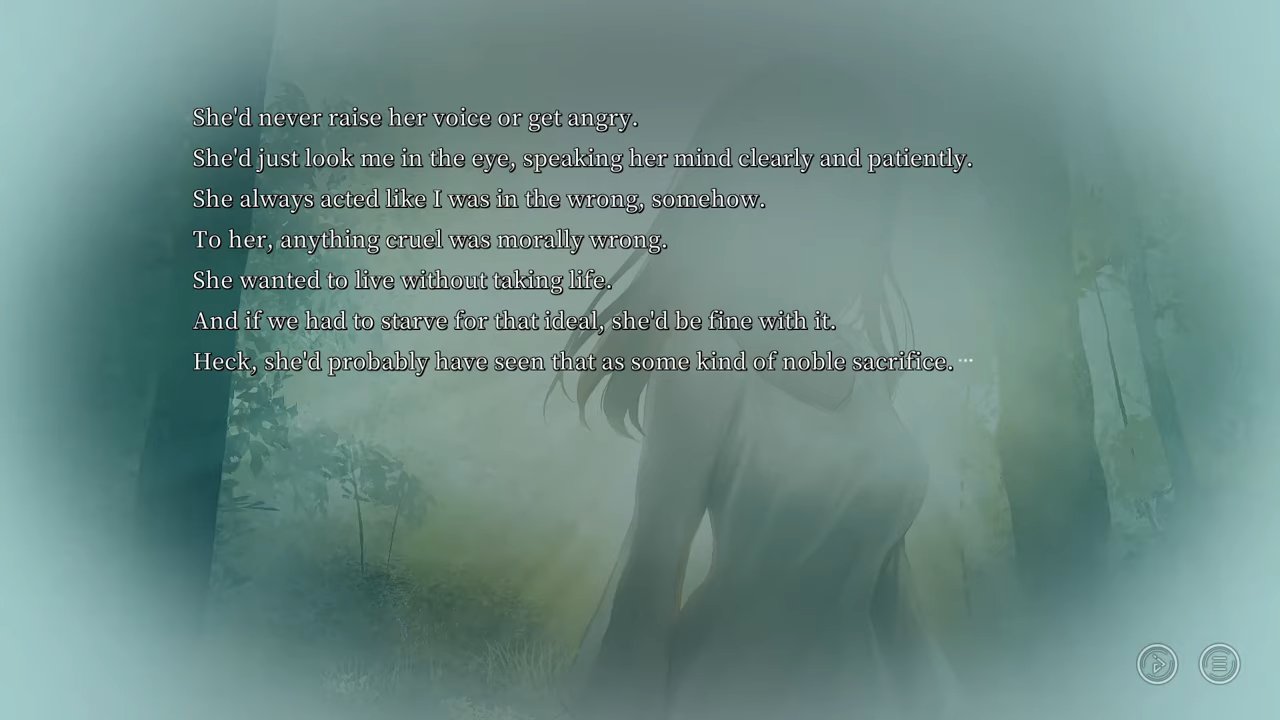 She'd never raise her voice or get angry.
She'd just look me in the eye, speaking her mind clearly and patiently.
She always acted like I was in the wrong, somehow.
To her, anything cruel was morally wrong.
She wanted to live without taking life.
And if we had to starve for that ideal, she'd be fine with it.
Heck, she'd probably have seen that as some kind of noble sacrifice.